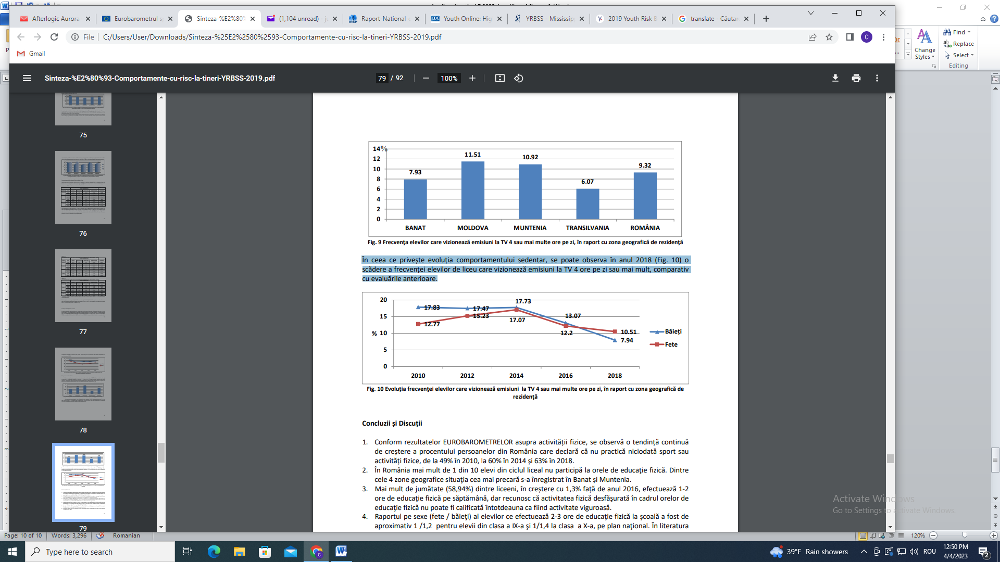 Afterlogic Aurora
Eurobarometrul s
Sinteza-%E2%80%
(1,104 unread) - j
Raport-National-
Youth Online: Hig
YRBSS - Mississip
2019 Youth Risk B
translate - Căutar
File
C:/Users/User/Downloads/Sinteza-%25E2%2580%2593-Comportamente-cu-risc-la-tineri-YRBSS-2019.pdf
Gmail
Find
Replace
Select
Change
Styles
Editing
Sinteza-%E2%80%93-Comportamente-cu-risc-la-tineri-YRBSS-2019.pdf
79 / 92
100%
75
76
77
78
79
14%
12
10
8
6
4
2
0
7.93
11.51
10.92
6.07
9.32
BANAT MOLDOVA MUNTENIA TRANSILVANIA ROMÂNIA
Fig. 9 Frecvenţa elevilor care vizionează emisiuni la TV 4 sau mai multe ore pe zi, în raport cu zona geografică de rezidenţă
În ceea ce privește evoluția comportamentului sedentar, se poate observa în anul 2018 (Fig. 10) o
scădere a frecvenței elevilor de liceu care vizionează emisiuni la TV 4 ore pe zi sau mai mult, comparativ
cu evaluările anterioare.
20
15
% 10
5
0
17.83
17.47
17.73
13.07
7.94
12.77
15.23
17.07
12.2
10.51
2010 2012 2014 2016 2018
Băieți
Fete
Fig. 10 Evoluția frecvenţei elevilor care vizionează emisiuni la TV 4 sau mai multe ore pe zi, în raport cu zona geografică de
rezidenţă
Concluzii și Discuții
1. Conform rezultatelor EUROBAROMETRELOR asupra activității fizice, se observă o tendință continuă
de creștere a procentului persoanelor din România care declară că nu practică niciodată sport sau
activități fizice, de la 49% în 2010, la 60% în 2014 și 63% în 2018.
2. În România mai mult de 1 din 10 elevi din ciclul liceal nu participă la orele de educaţie fizică. Dintre
cele 4 zone geografice situaţia cea mai precară s-a înregistrat în Banat și Muntenia.
3. Mai mult de jumătate (58,94%) dintre liceeni, în creștere cu 1,3% față de anul 2016, efectuează 1-2
ore de educaţie fizică pe săptămână, dar recunosc că activitatea fizică desfăşurată în cadrul orelor de
educaţie fizică nu poate fi calificată întotdeauna ca fiind activitate viguroasă.
4. Raportul pe sexe (fete / băieţi) al elevilor ce efectuează 2-3 ore de educaţie fizică la şcoală a fost de
aproximativ 1 /1,2 pentru elevii din clasa a IX-a şi 1/1,4 la clasa a X-a, pe plan naţional. În literatura
Activate Windows
Go to Settings to activate Windows.
Page: 10 of 10
Words: 3,296
Romanian
120%
Type here to search
39°F Rain showers
ROU
12:50 PM
4/4/2023
2